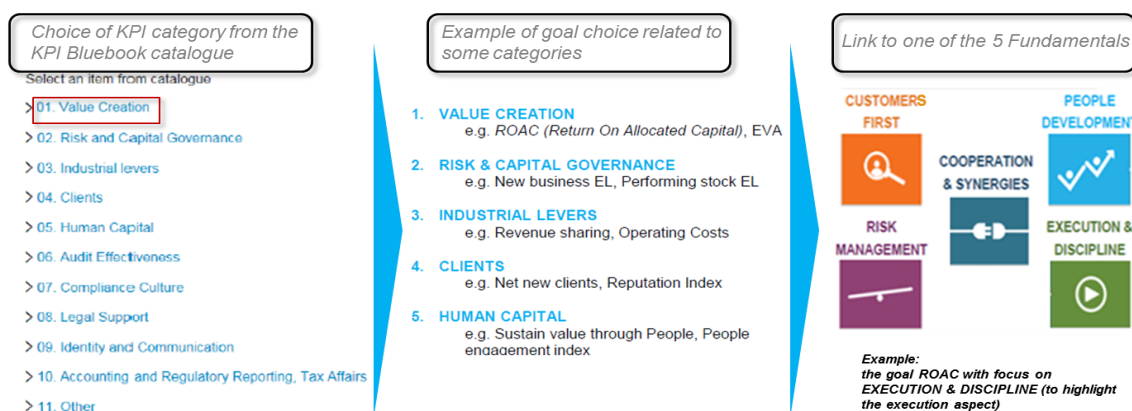 Choice of KPI category from the
KPI Bluebook catalogue
Select an item from catalogue
01. Value Creation
02. Risk and Capital Governance
03. Industrial levers
04. Clients
05. Human Capital
06. Audit Effectiveness
07. Compliance Culture
08. Legal Support
09. Identity and Communication
10. Accounting and Regulatory Reporting, Tax Affairs
11. Other
Example of goal choice related to
some categories
1. VALUE CREATION
e.g. ROAC (Return On Allocated Capital), EVA
2. RISK & CAPITAL GOVERNANCE
e.g. New business EL, Performing stock EL
3. INDUSTRIAL LEVERS
e.g. Revenue sharing, Operating Costs
4. CLIENTS
e.g. Net new clients, Reputation Index
5. HUMAN CAPITAL
e.g. Sustain value through People, People
engagement index
Link to one of the 5 Fundamentals
CUSTOMERS
FIRST
PEOPLE
DEVELOPMENT
COOPERATION
& SYNERGIES
RISK
MANAGEMENT
EXECUTION &
DISCIPLINE
Example:
the goal ROAC with focus on
EXECUTION & DISCIPLINE (to highlight
the execution aspect)